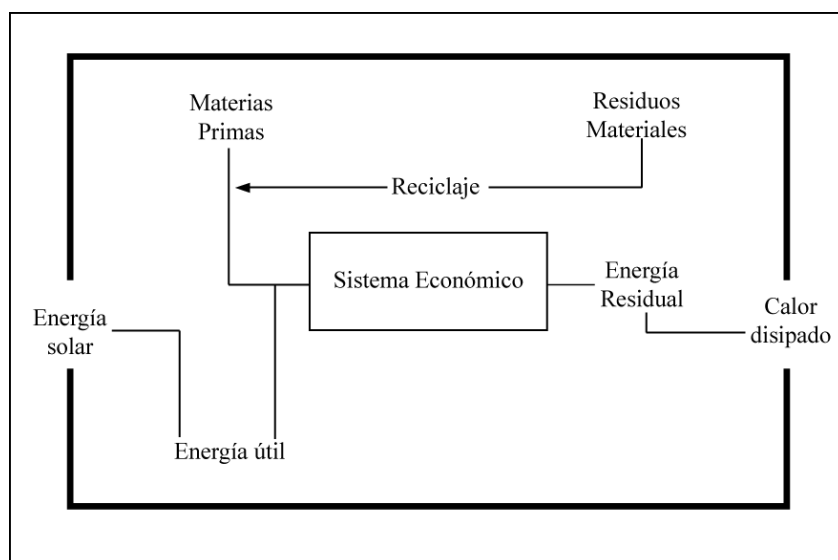 Materias
Primas
Residuos
Materiales
Reciclaje
Sistema Económico
Energía
Residual
Energía
solar
Calor
disipado
Energía útil